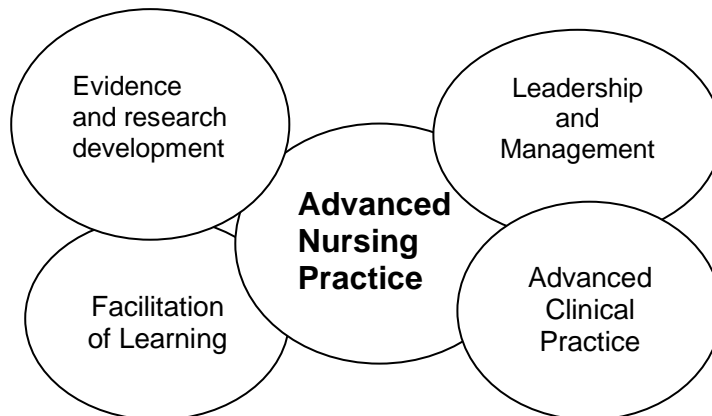 Evidence
and research
development
Leadership
and
Management
Advanced
Nursing
Practice
Facilitation
of Learning
Advanced
Clinical
Practice